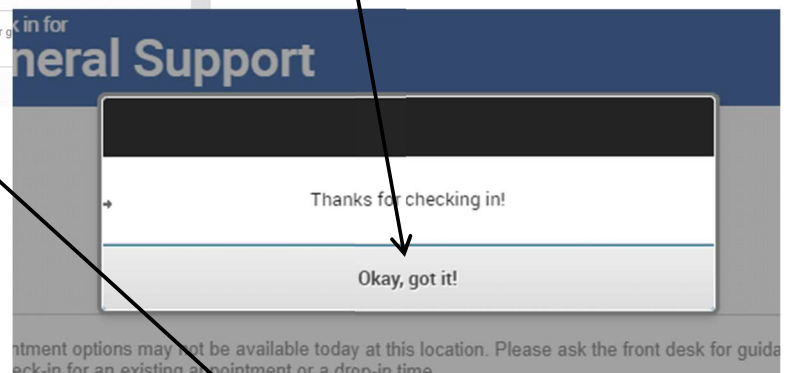 k in for
neral Support
Thanks for checking in!
Okay, got it!
ntment options may not be available today at this location. Please ask the front desk for guida
eck-in for an existing appointment or a drop-in time